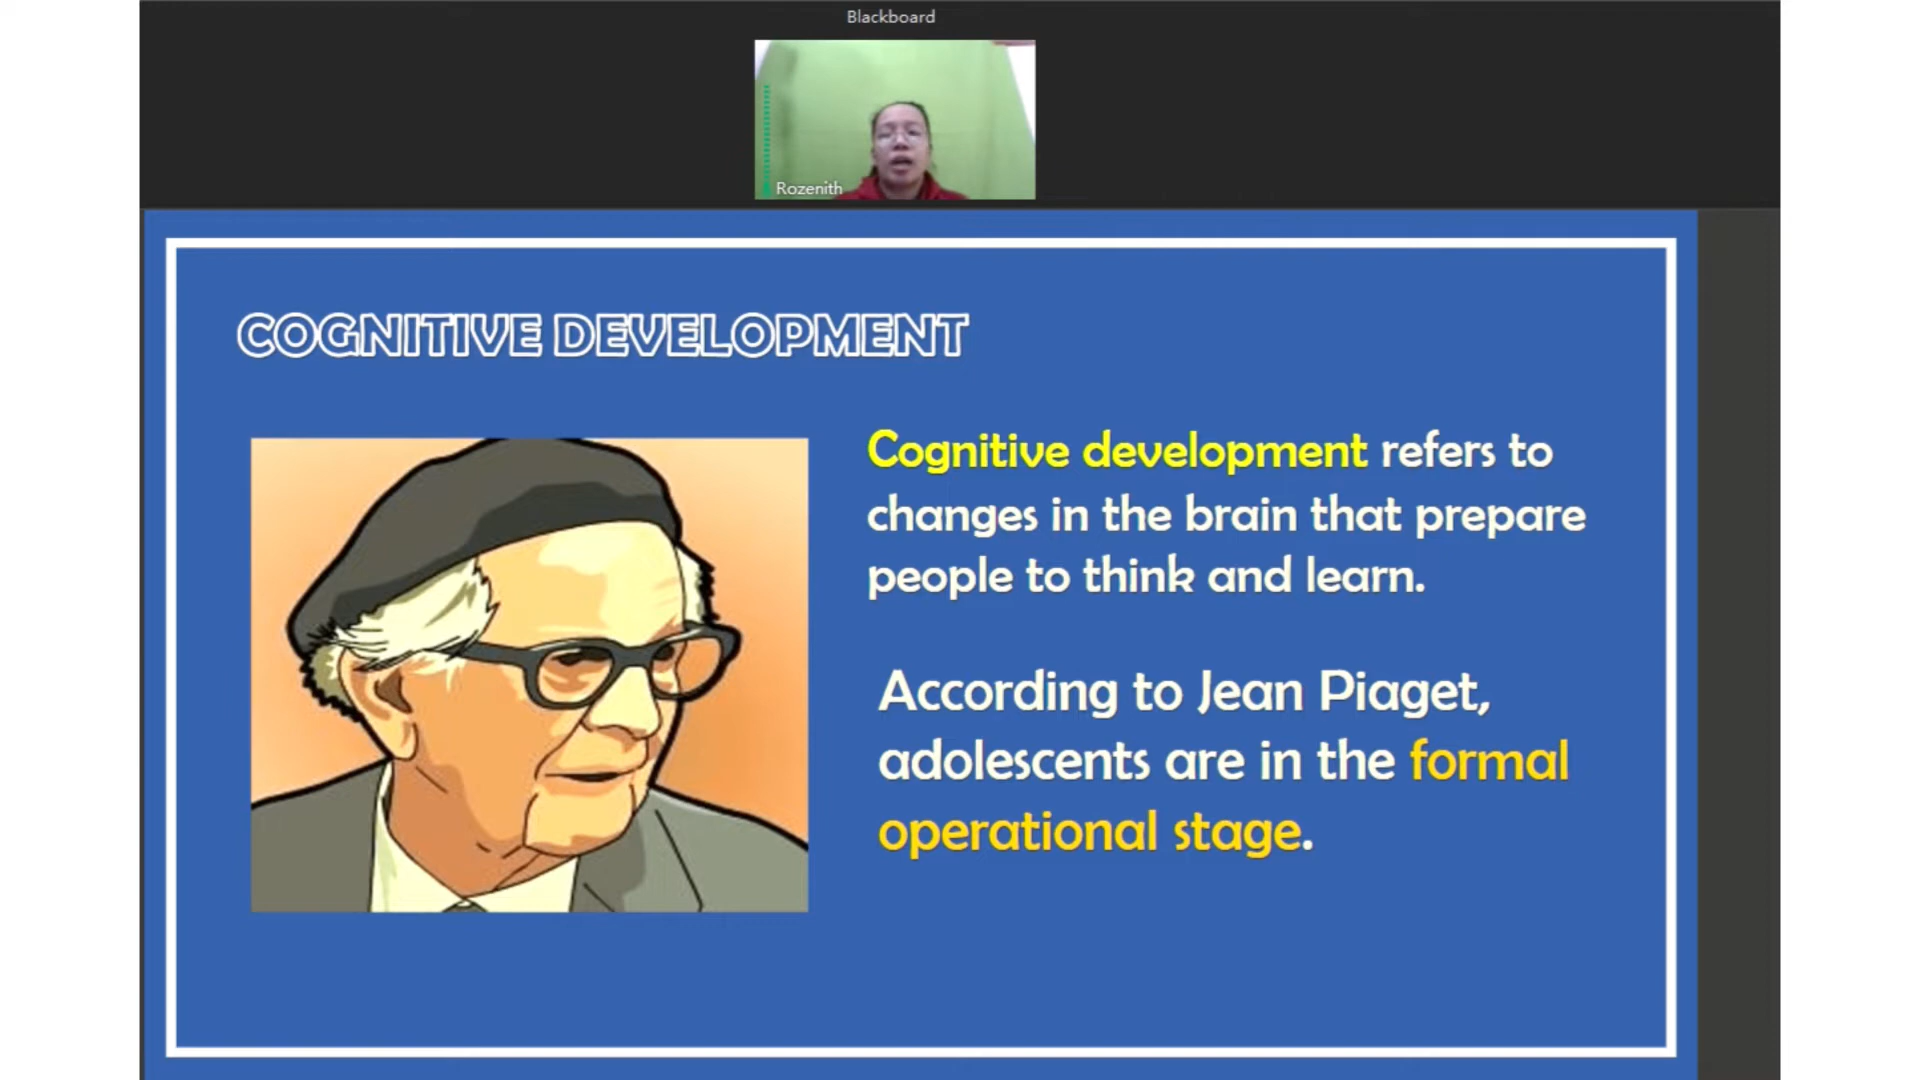 Blackboard
Rozenith
COGNITIVE DEVELOPMENT
Cognitive development refers to
changes in the brain that prepare
people to think and learn.
According to Jean Piaget,
adolescents are in the formal
operational stage.